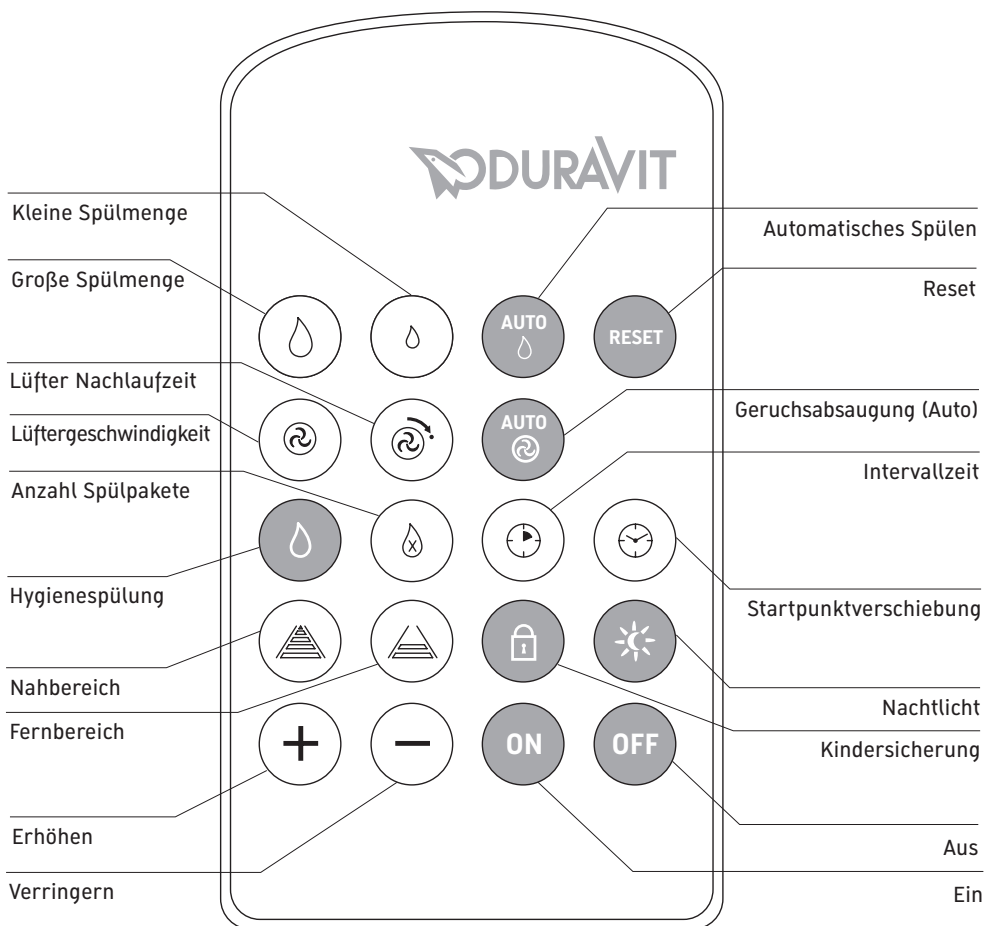 DURAVIT
Kleine Spülmenge
Automatisches Spülen
Große Spülmenge
Reset
AUTO
RESET
Lüfter Nachlaufzeit
Geruchsabsaugung (Auto)
Lüftergeschwindigkeit
AUTO
Intervallzeit
Anzahl Spülpakete
X
Hygienespülung
Startpunktverschiebung
Nahbereich
Nachtlicht
Fernbereich
Kindersicherung
+
−
ON
OFF
Erhöhen
Aus
Verringern
Ein